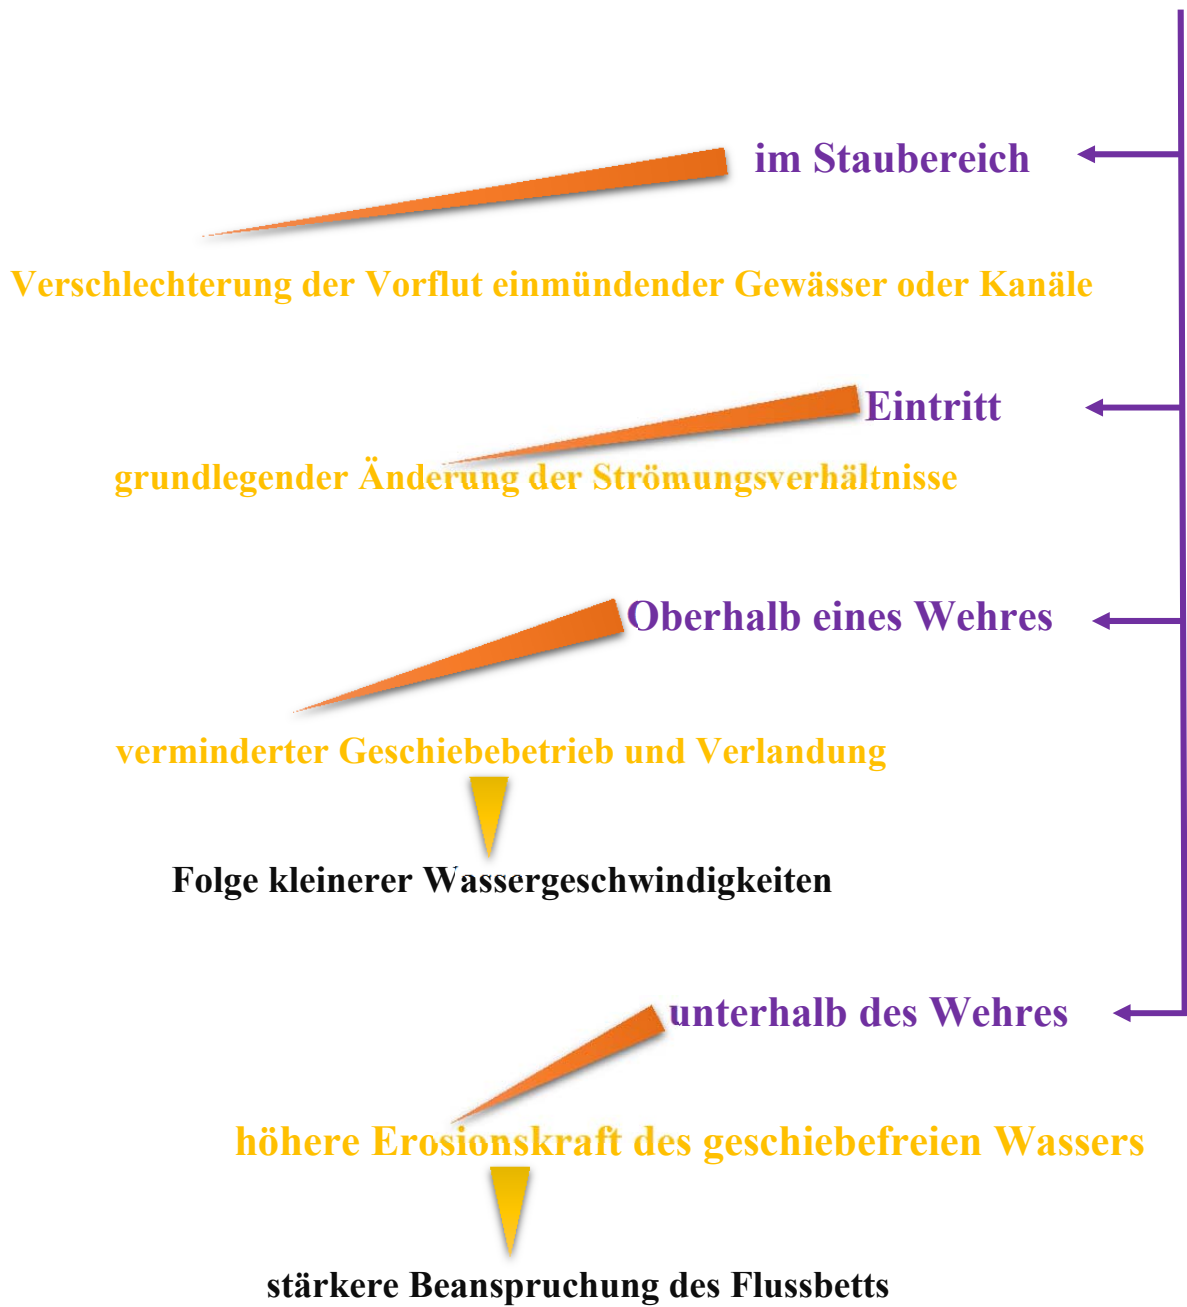 im Staubereich
Verschlechterung der Vorflut einmündender Gewässer oder Kanäle
Eintritt
grundlegender Änderung der Strömungsverhältnisse
Oberhalb eines Wehres
verminderter Geschiebebetrieb und Verlandung
Folge kleinerer Wassergeschwindigkeiten
unterhalb des Wehres
höhere Erosionskraft des geschiebefreien Wassers
stärkere Beanspruchung des Flussbetts